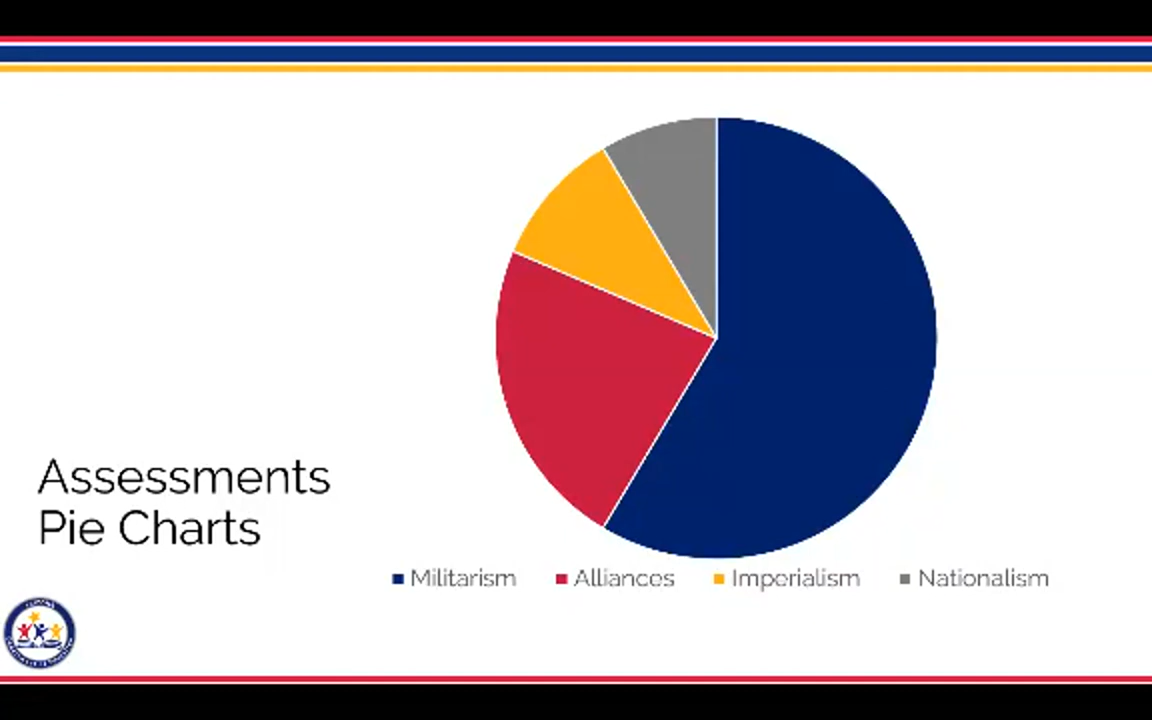 Assessments
Pie Charts
Militarism Alliances Imperialism Nationalism